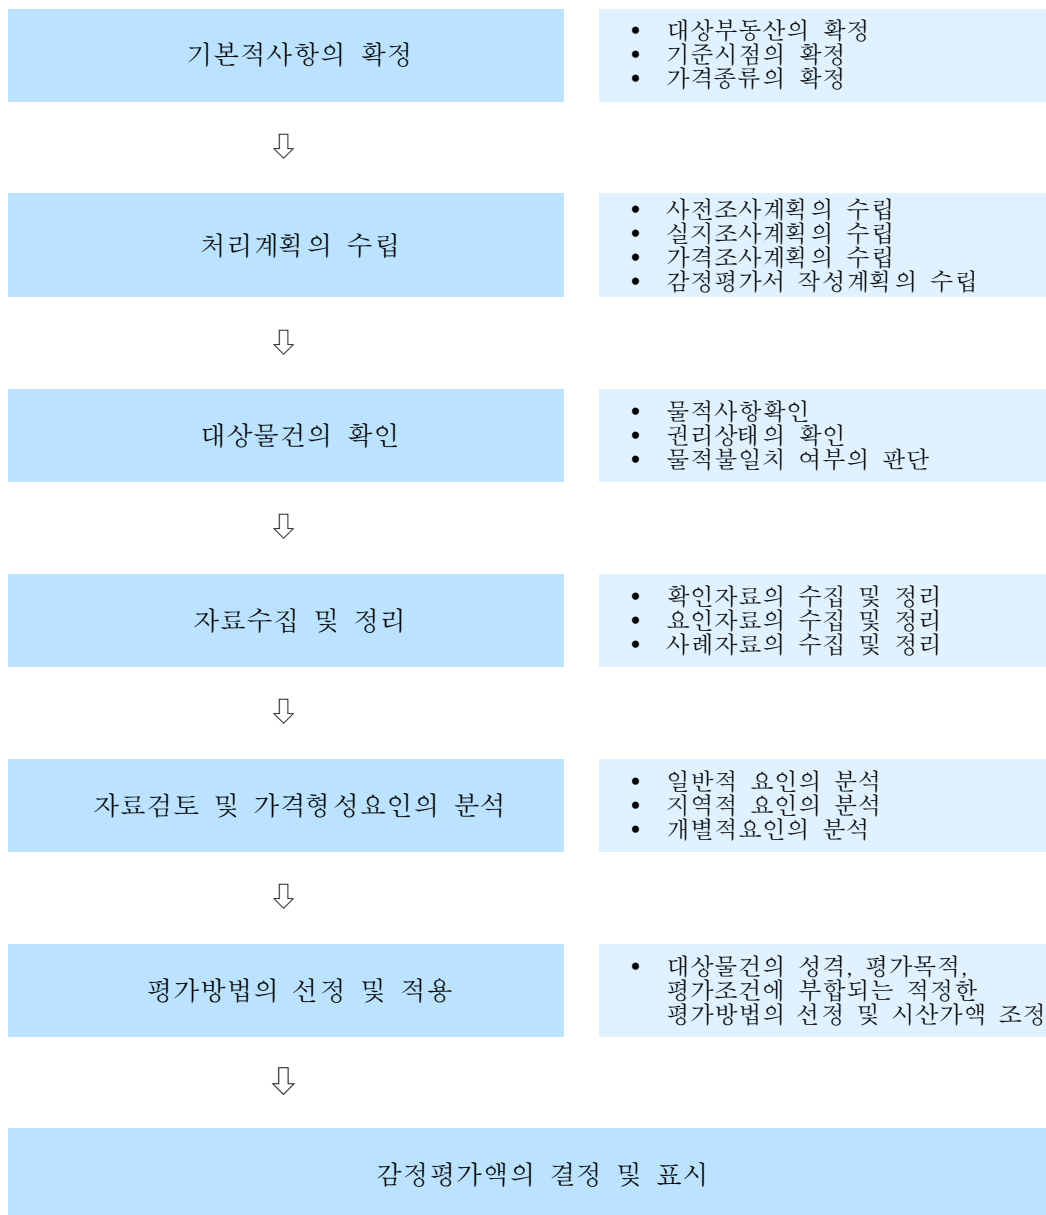 기본적사항의 확정
• 대상부동산의 확정
• 기준시점의 확정
• 가격종류의 확정
⇩
처리계획의 수립
• 사전조사계획의 수립
• 실지조사계획의 수립
• 가격조사계획의 수립
• 감정평가서 작성계획의 수립
⇩
대상물건의 확인
• 물적사항확인
• 권리상태의 확인
• 물적불일치 여부의 판단
⇩
자료수집 및 정리
• 확인자료의 수집 및 정리
• 요인자료의 수집 및 정리
• 사례자료의 수집 및 정리
⇩
자료검토 및 가격형성요인의 분석
• 일반적 요인의 분석
• 지역적 요인의 분석
• 개별적요인의 분석
⇩
평가방법의 선정 및 적용
• 대상물건의 성격, 평가목적,
평가조건에 부합되는 적정한
평가방법의 선정 및 시산가액 조정
⇩
감정평가액의 결정 및 표시